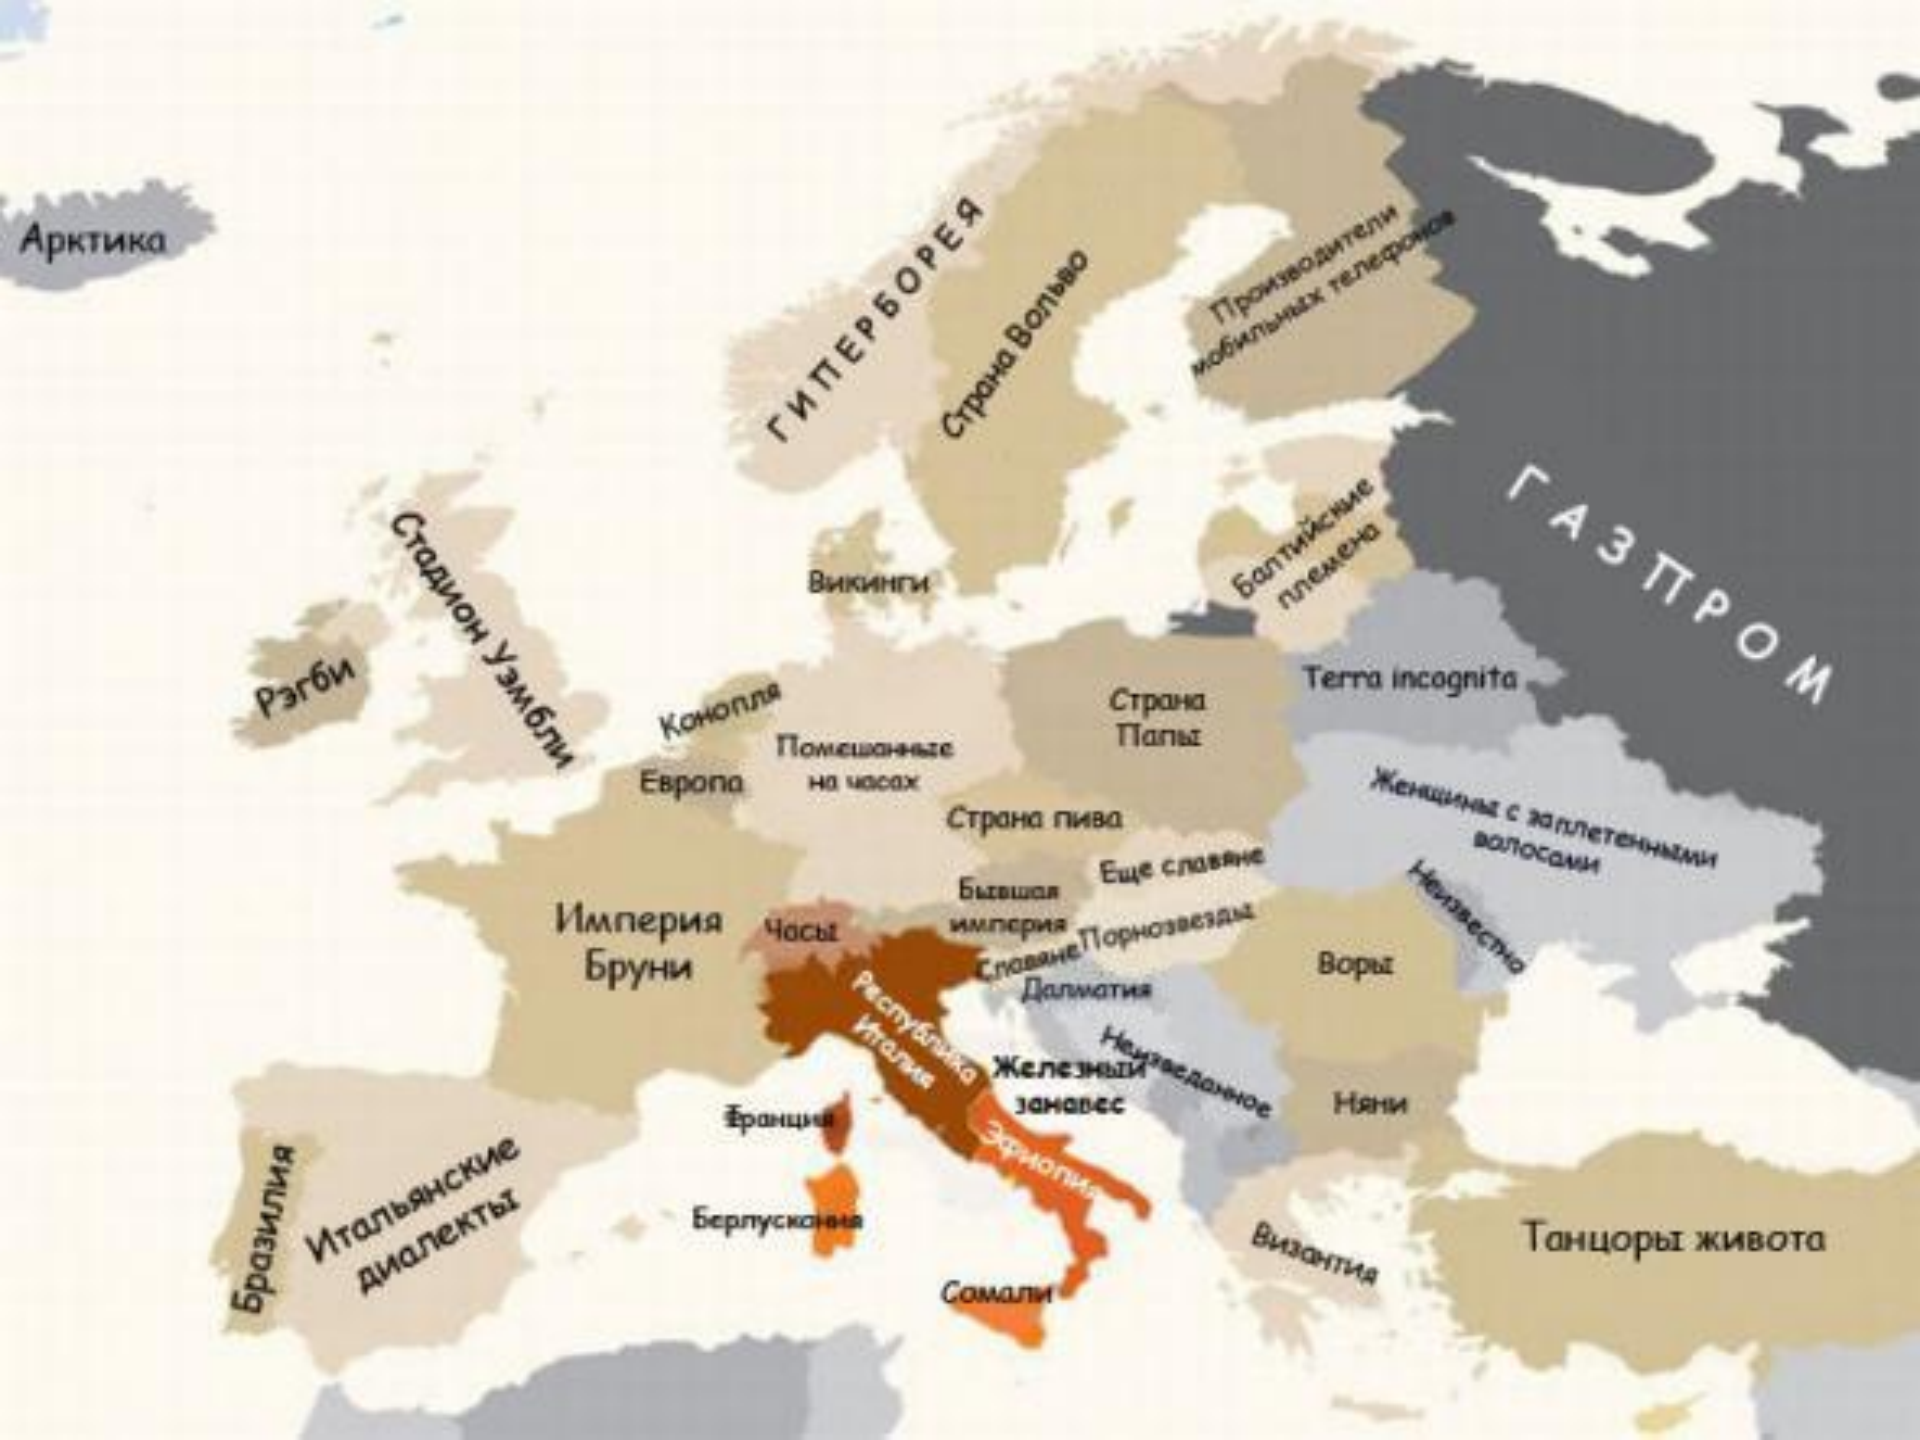 Арктика
ГИПЕРБОРЕЯ
Страна Вольво
Производители
мобильных телефонов
ГАЗПРОМ
Стадион Уэмбли
Рэгби
Викинги
Балтийские
племена
Конопля
Помешанные
на часах
Страна
Папы
Terra incognita
Европа
Страна пива
Женщины с заплетенными
волосами
Еще славяне
Неизвестно
Империя
Бруни
Часы
Бывшая
империя
Порнозвезды
Славяне
Далматия
Воры
Республика
Италия
Железный
занавес
Неизведанное
Няни
Франция
Эфиопия
Берлускония
Бразилия
Итальянские
диалекты
Сомали
Византия
Танцоры живота